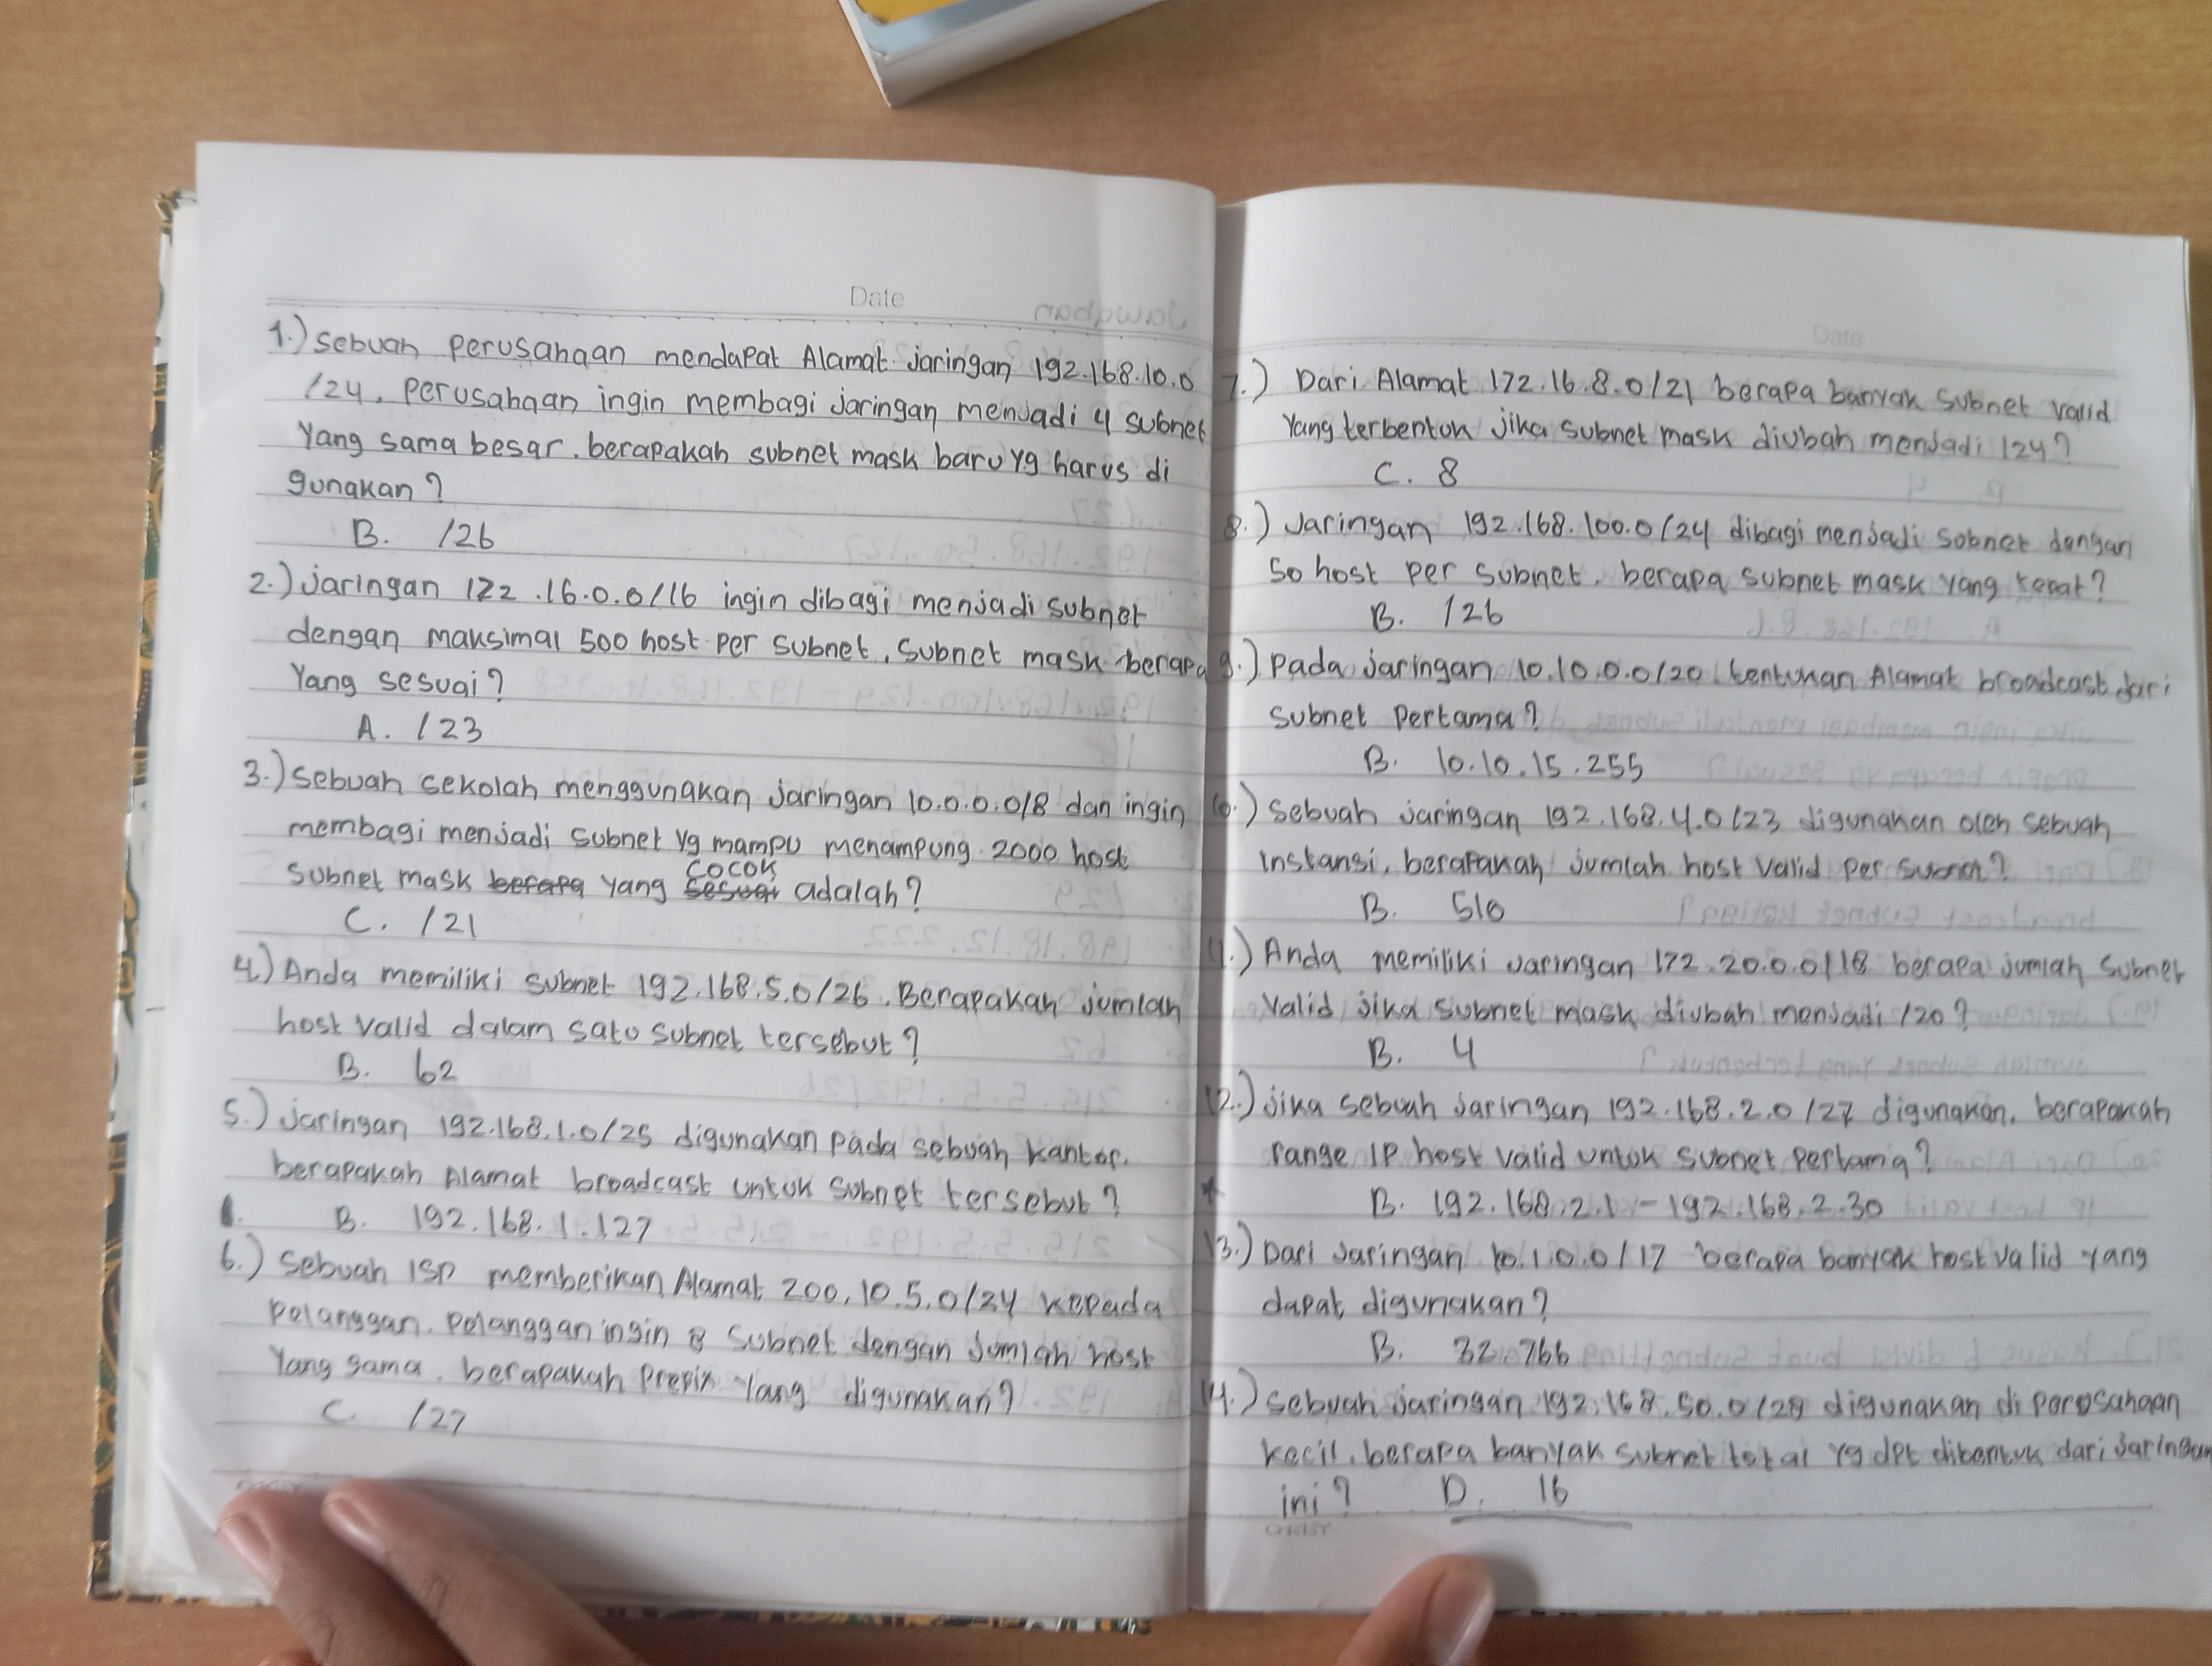 Date
1.) Sebuah perusahaan mendapat Alamat jaringan 192.168.10.0
/24. perusahaan ingin membagi jaringan menjadi 4 subnet
Yang sama besar. berapakah subnet mask baru yg harus di
gunakan?
B. /26
2.) jaringan 172.16.0.0/16 ingin dibagi menjadi subnet
dengan maksimal 500 host per subnet, Subnet mask berapa
Yang sesuai?
A. /23
3.) Sebuah sekolah menggunakan jaringan 10.0.0.0/8 dan ingin
membagi menjadi subnet yg mampu menampung 2000 host
cocok
subnet mask berapa yang sesuai adalah?
C. /21
4.) Anda memiliki subnet 192.168.5.0/26. Berapakah jumlah
host valid dalam satu subnet tersebut?
B. 62
5.) jaringan 192.168.1.0/25 digunakan pada sebuah kantor.
berapakah Alamat broadcast untuk subnet tersebut?
B. 192.168.1.127
6.) Sebuah ISP memberikan Alamat 200.10.5.0/24 kepada
pelanggan. pelanggan ingin 8 subnet dengan jumlah host
Yang sama. berapakah prefix yang digunakan?
C. /27
Date
7.) Dari Alamat 172.16.8.0/21 berapa banyak subnet valid
Yang terbentuk jika subnet mask diubah menjadi /24?
C. 8
8.) Jaringan 192.168.100.0/24 dibagi menjadi subnet dengan
50 host per subnet. berapa subnet mask yang tepat?
B. /26
9.) Pada jaringan 10.10.0.0/20 tentukan Alamat broadcast dari
subnet pertama?
B. 10.10.15.255
10.) Sebuah jaringan 192.168.4.0/23 digunakan oleh sebuah
instansi, berapakah jumlah host valid per subnet?
B. 510
11.) Anda memiliki jaringan 172.20.0.0/18 berapa jumlah subnet
valid jika subnet mask diubah menjadi /20?
B. 4
12.) jika sebuah jaringan 192.168.2.0/27 digunakan, berapakah
range IP host valid untuk subnet pertama?
B. 192.168.2.1 - 192.168.2.30
13.) Dari jaringan 10.1.0.0/17 berapa banyak host valid yang
dapat digunakan?
B. 32.766
14.) Sebuah jaringan 192.168.50.0/28 digunakan di perusahaan
kecil, berapa banyak subnet total yg dpt dibentuk dari jaringan
ini? D. 16